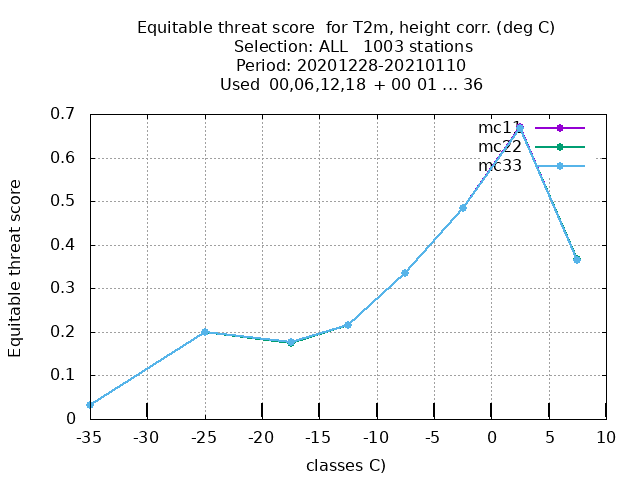 Equitable threat score  for T2m, height corr. (deg C)
Selection: ALL   1003 stations
Period: 20201228-20210110
Used  00,06,12,18  + 00 01 ... 36
0.7
0.6
0.5
0.4
0.3
0.2
0.1
0
Equitable threat score
mc11
mc22
mc33
-35 -30 -25 -20 -15 -10 -5 0 5 10
classes C)